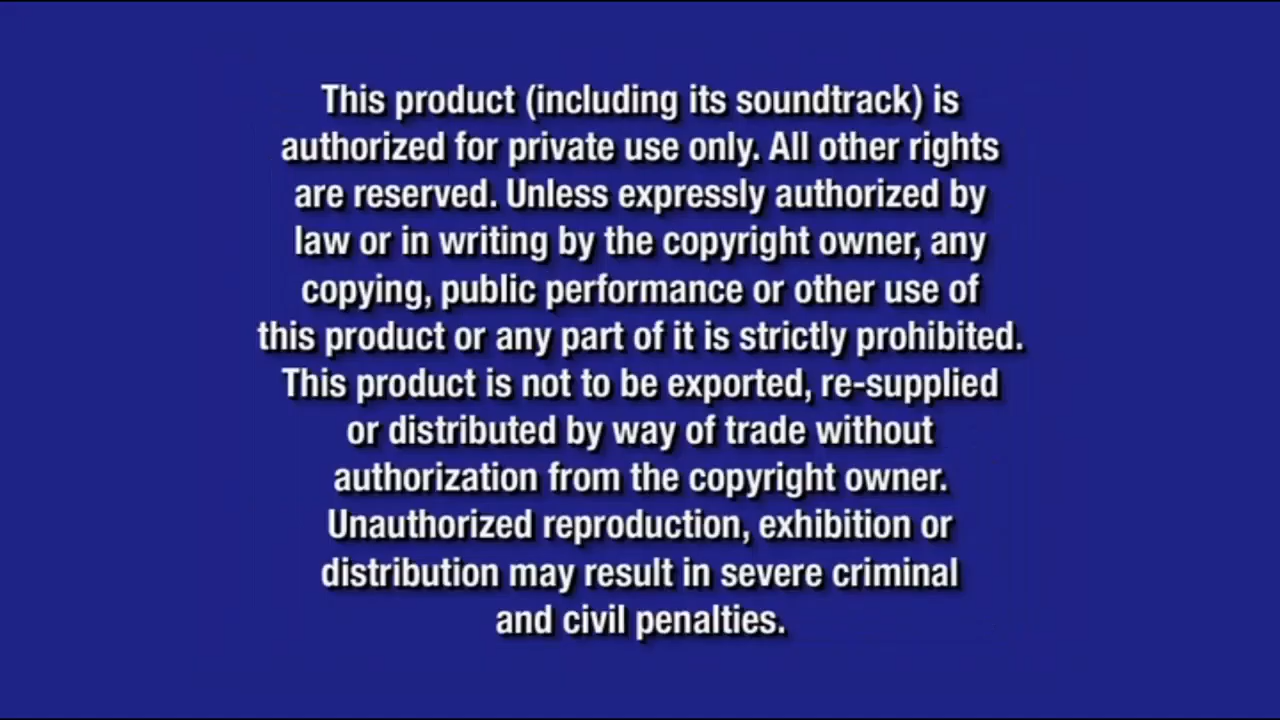 This product (including its soundtrack) is
authorized for private use only. All other rights
are reserved. Unless expressly authorized by
law or in writing by the copyright owner, any
copying, public performance or other use of
this product or any part of it is strictly prohibited.
This product is not to be exported, re-supplied
or distributed by way of trade without
authorization from the copyright owner.
Unauthorized reproduction, exhibition or
distribution may result in severe criminal
and civil penalties.